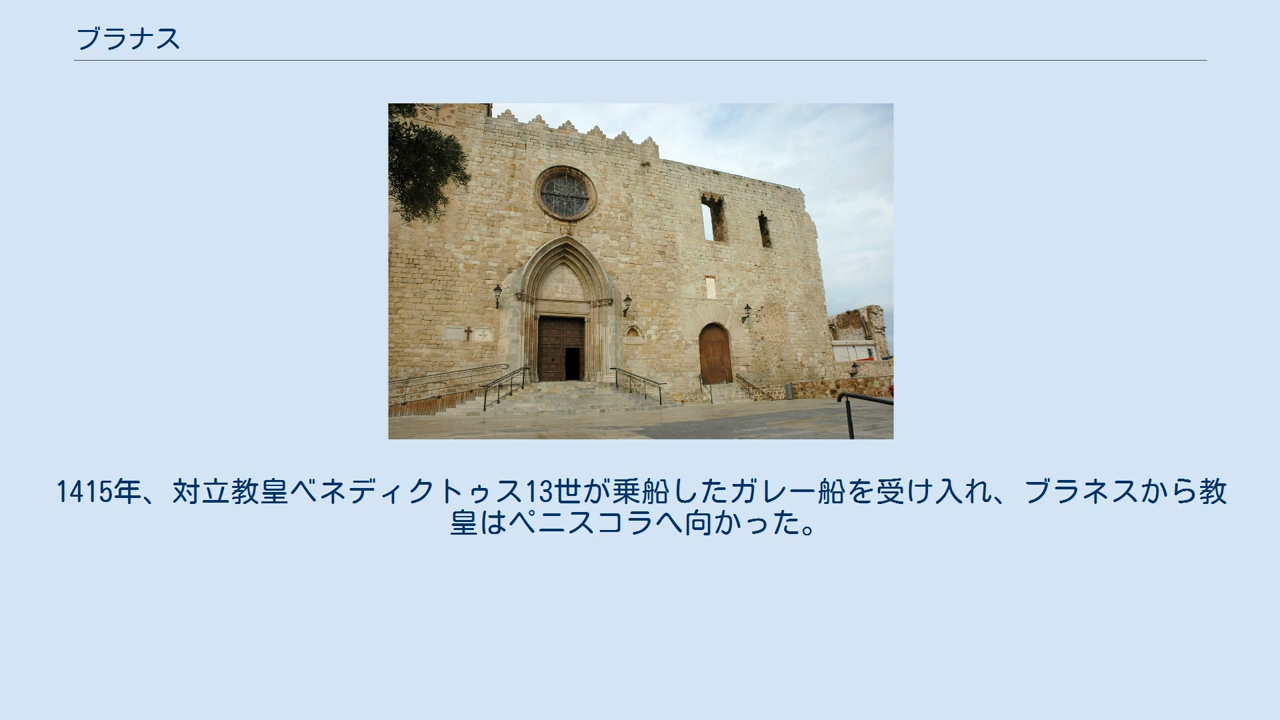 ブラナス
1415年、対立教皇ベネディクトゥス13世が乗船したガレー船を受け入れ、ブラネスから教
皇はペニスコラへ向かった。